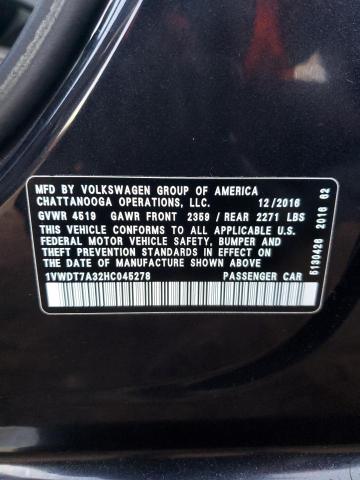 MFD BY VOLKSWAGEN GROUP OF AMERICA
CHATTANOOGA OPERATIONS, LLC. 12/2016
GVWR 4519 GAWR FRONT 2359 / REAR 2271 LBS
THIS VEHICLE CONFORMS TO ALL APPLICABLE U.S.
FEDERAL MOTOR VEHICLE SAFETY, BUMPER AND
THEFT PREVENTION STANDARDS IN EFFECT ON THE
DATE OF MANUFACTURE SHOWN ABOVE
1VWDT7A32HC045278 PASSENGER CAR
5130426 2016 62